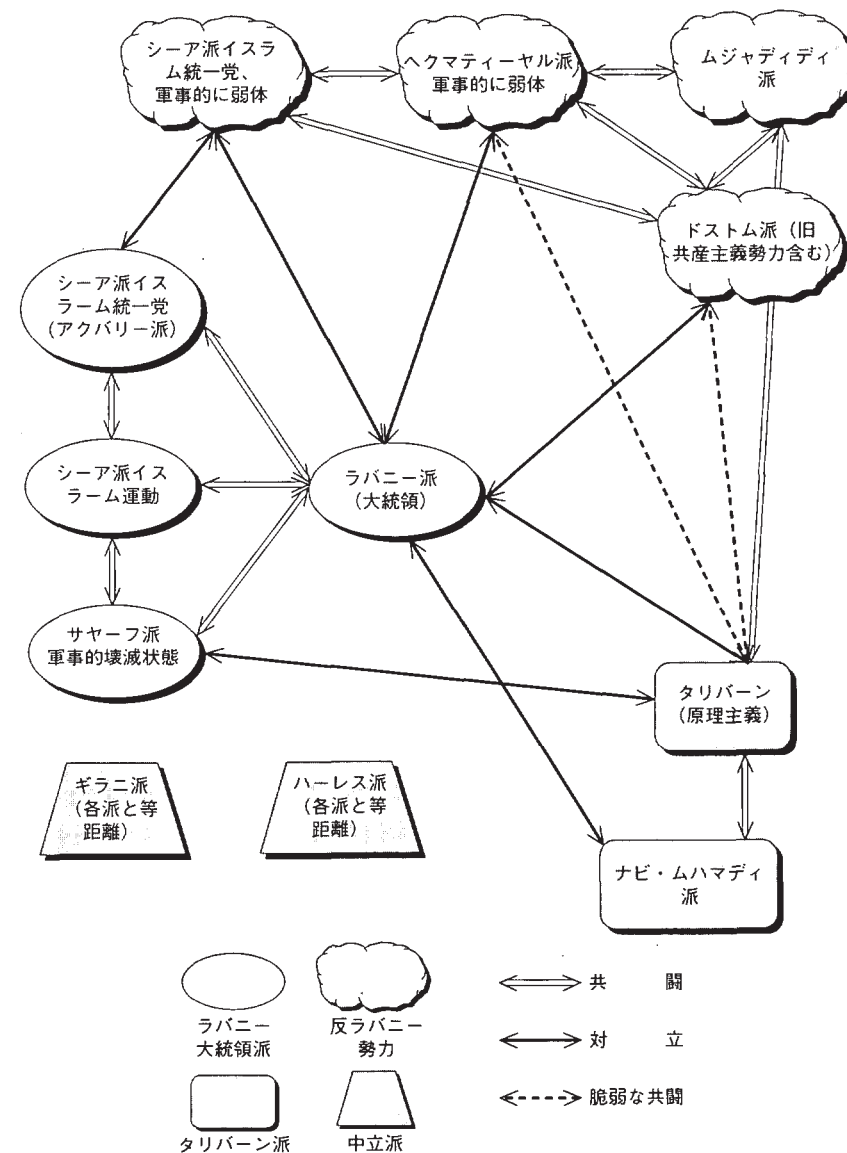 シーア派イスラ
ム統一党、
軍事的に弱体
ヘクマティーヤル派
軍事的に弱体
ムジャディディ
派
ドストム派（旧
共産主義勢力含む）
シーア派イス
ラーム統一党
（アクバリー派）
シーア派イス
ラーム運動
ラバニー派
（大統領）
サヤーフ派
軍事的壊滅状態
タリバーン
（原理主義）
ギラニ派
（各派と等
距離）
ハーレス派
（各派と等
距離）
ナビ・ムハマディ
派
ラバニー
大統領派
反ラバニー
勢力
共　　闘
対　　立
脆弱な共闘
タリバーン派
中立派